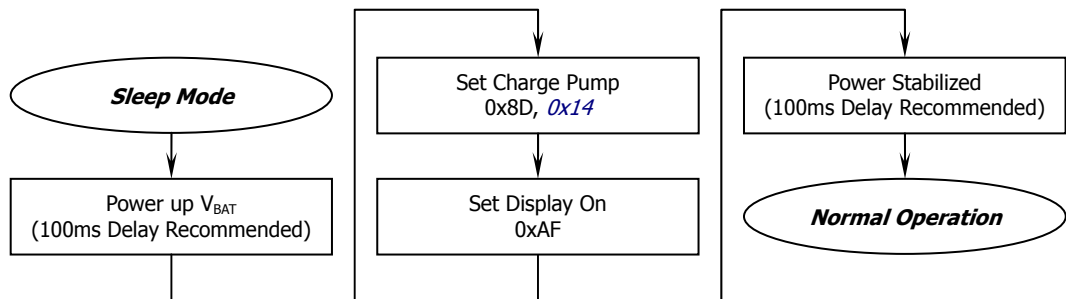 Sleep Mode
Power up VBAT
(100ms Delay Recommended)
Set Charge Pump
0x8D, 0x14
Set Display On
0xAF
Power Stabilized
(100ms Delay Recommended)
Normal Operation